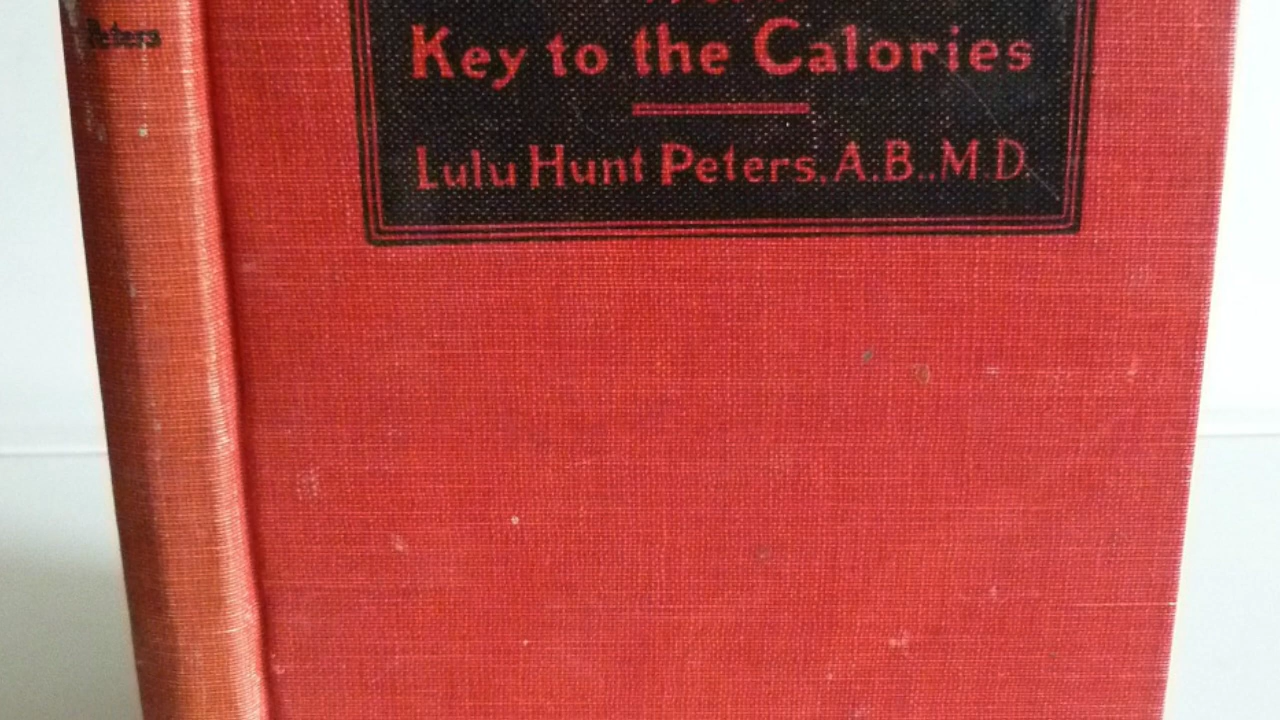 Peters
Key to the Calories
Lulu Hunt Peters, A.B., M.D.